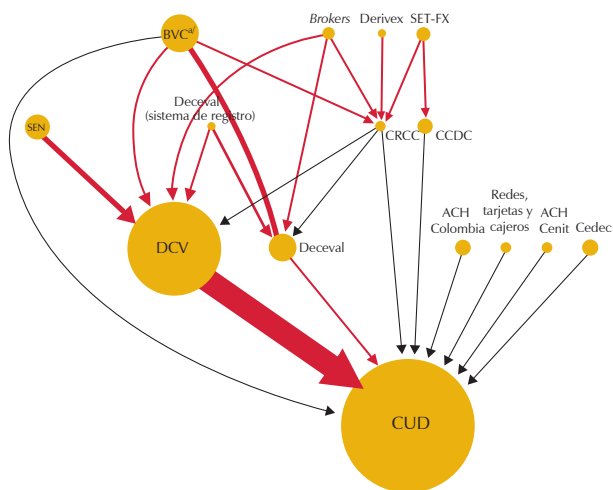 BVC a/
Brokers
Derivex
SET-FX
Deceval
(sistema de registro)
SEN
CRCC
CCDC
DCV
Deceval
ACH
Colombia
Redes,
tarjetas y
cajeros
ACH
Cenit
Cedec
CUD